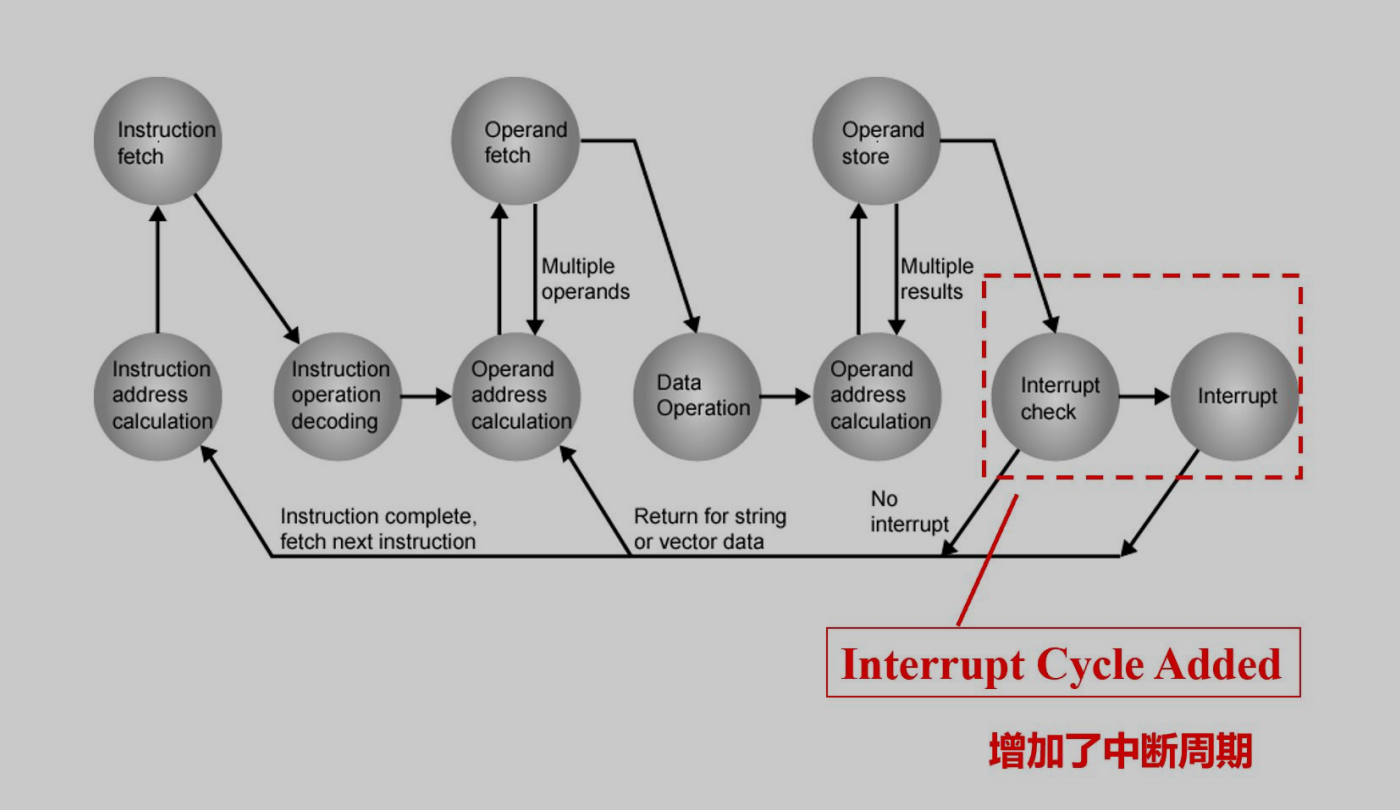 Instruction
fetch
Operand
fetch
Operand
store
Multiple
operands
Multiple
results
Instruction
address
calculation
Instruction
operation
decoding
Operand
address
calculation
Data
Operation
Operand
address
calculation
Interrupt
check
Interrupt
Instruction complete,
fetch next instruction
Return for string
or vector data
No
interrupt
Interrupt Cycle Added
增加了中断周期